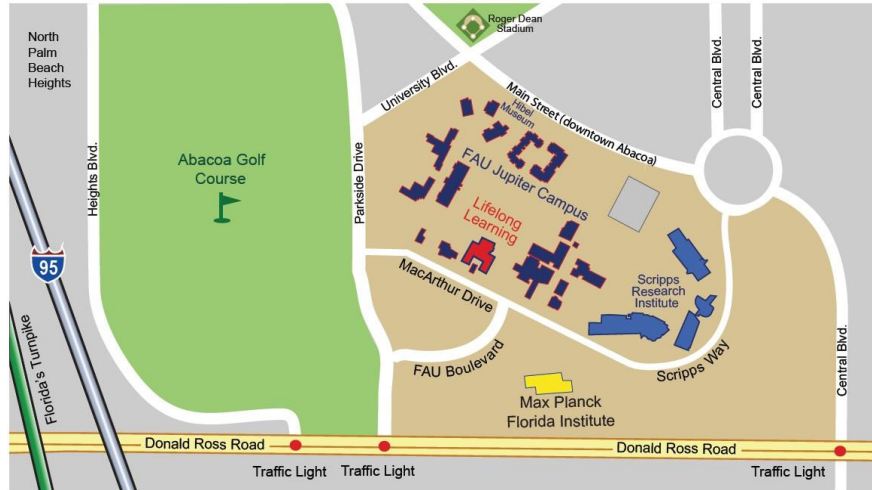 Roger Dean
Stadium
North
Palm
Beach
Heights
University Blvd.
Main Street (downtown Abacoa)
Central Blvd.
Central Blvd.
Hibel
Museum
Abacoa Golf
Course
Heights Blvd.
Parkside Drive
FAU Jupiter Campus
Lifelong
Learning
95
MacArthur Drive
Scripps
Research
Institute
Florida's Turnpike
FAU Boulevard
Scripps Way
Central Blvd.
Max Planck
Florida Institute
Donald Ross Road
Donald Ross Road
Traffic Light
Traffic Light
Traffic Light